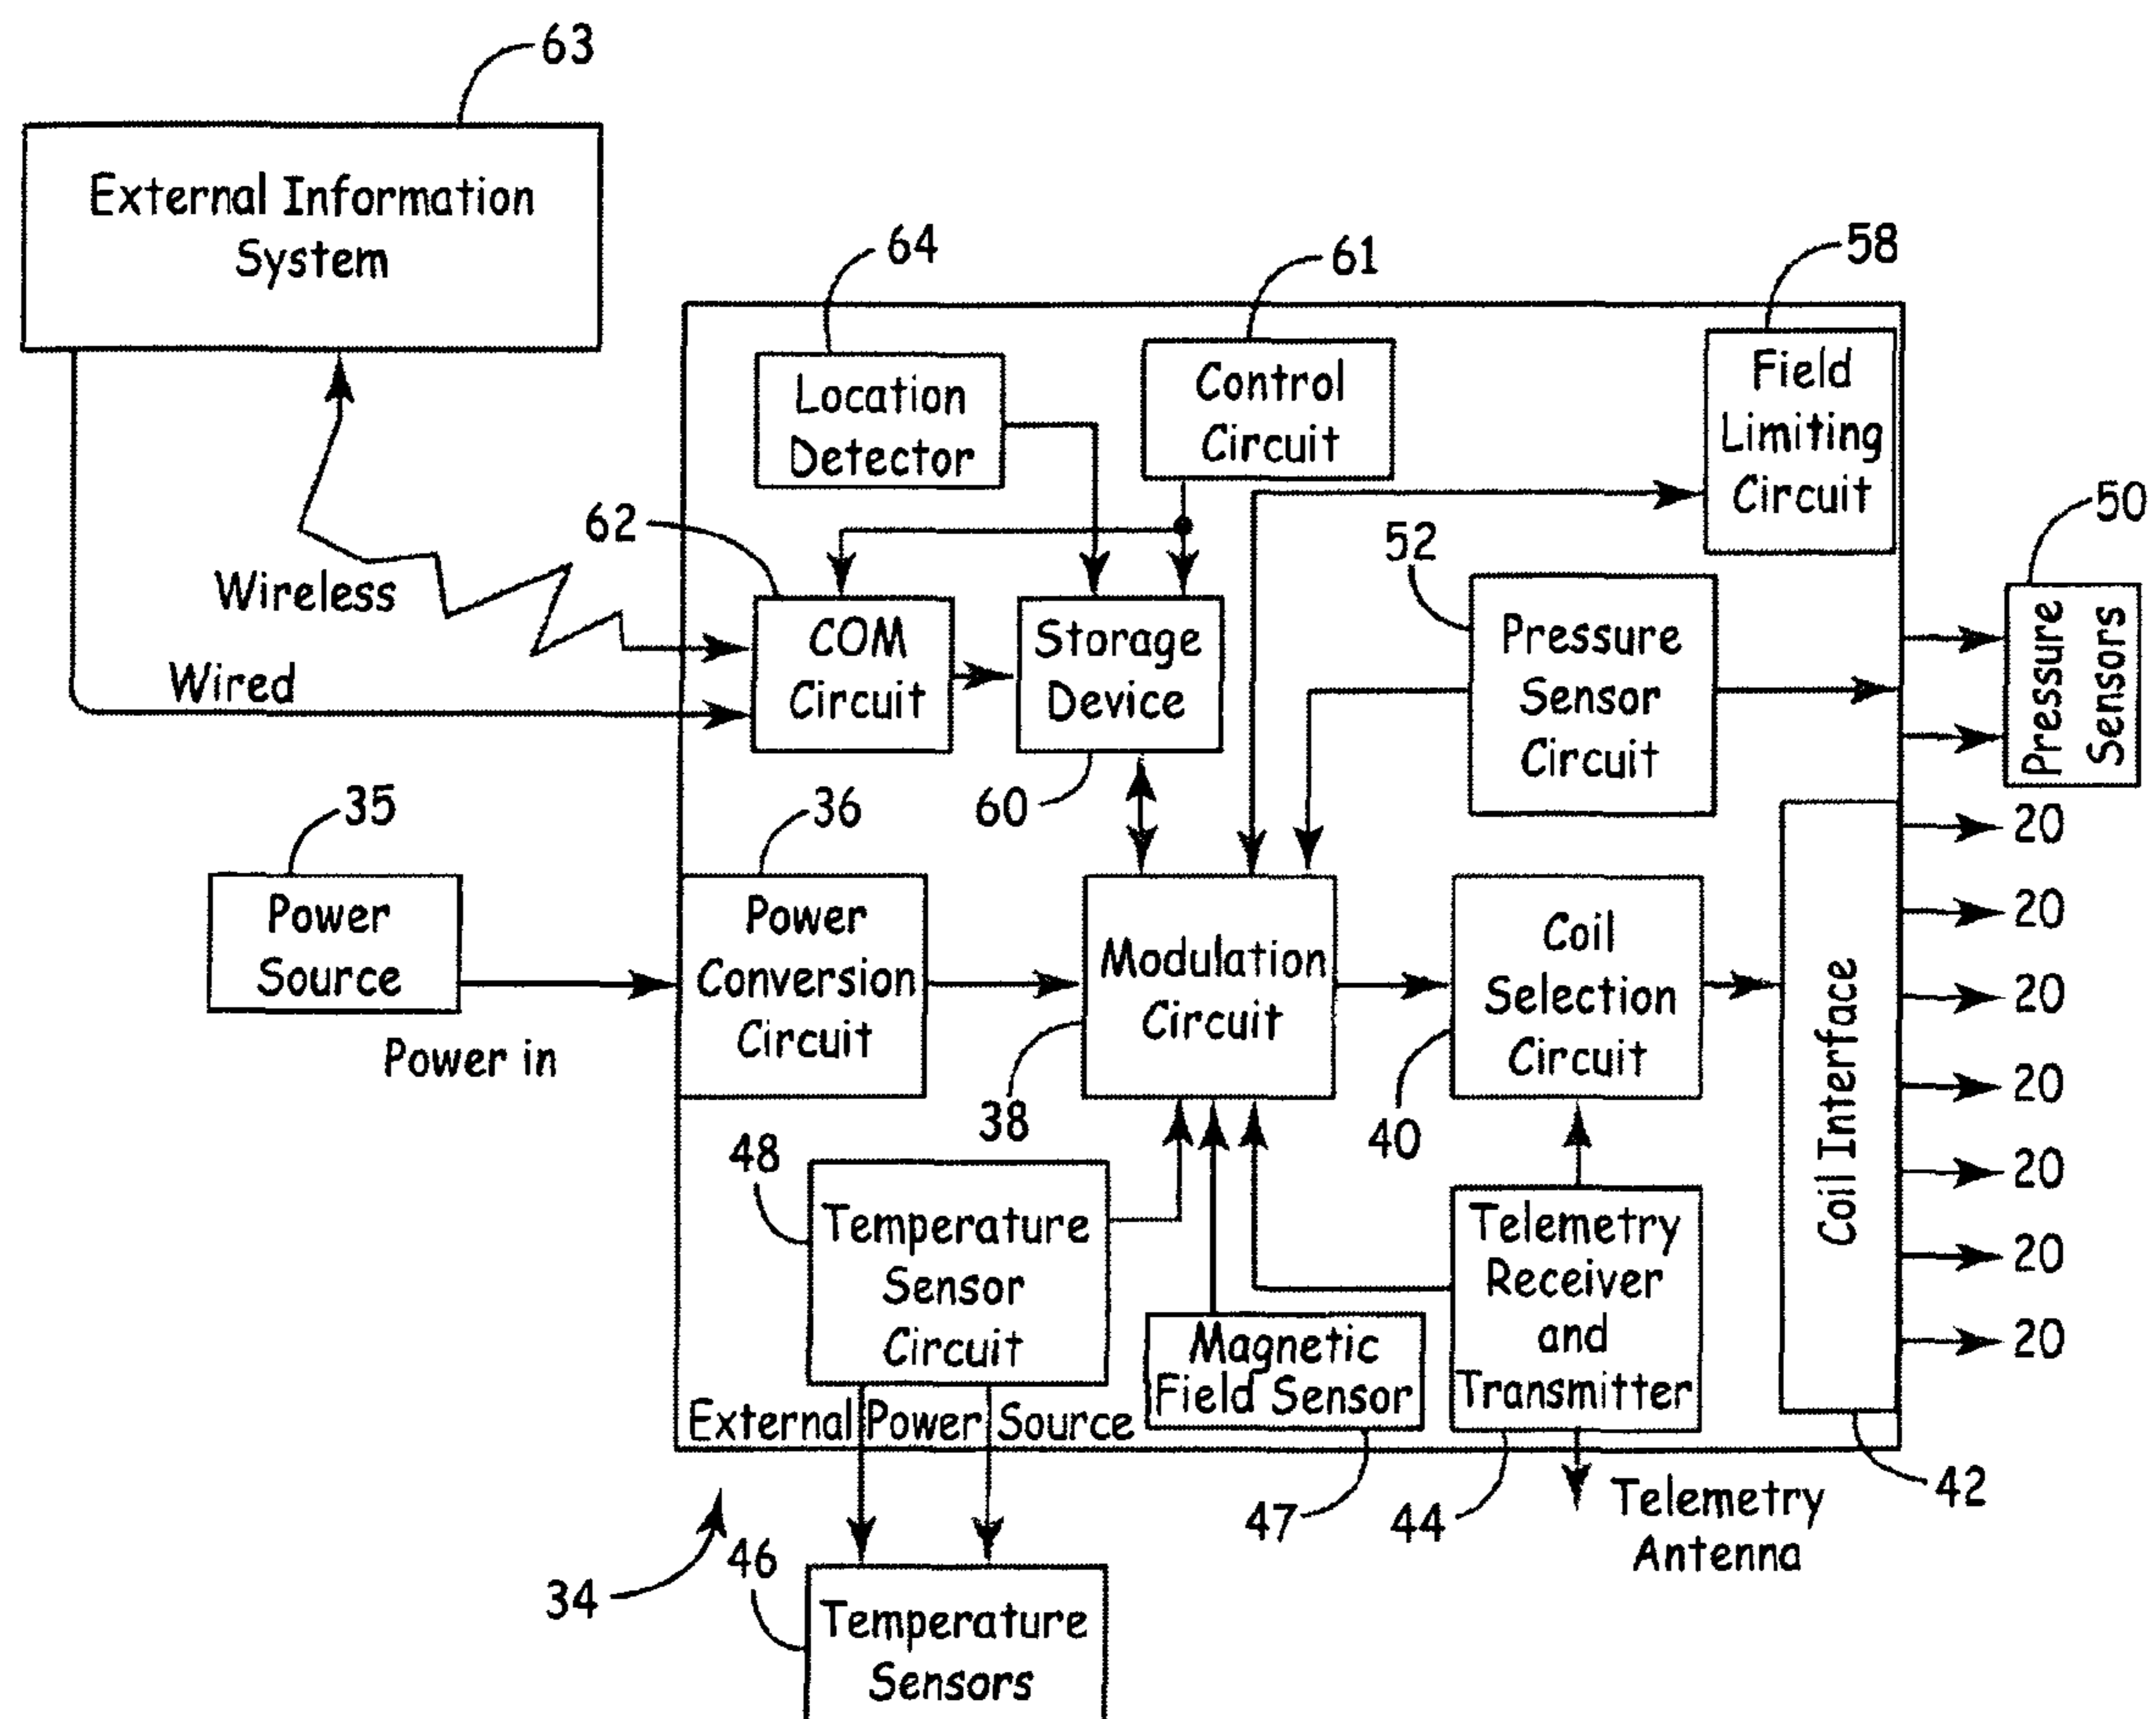 63
External Information
System
64
61
58
Location
Detector
Control
Circuit
Field
Limiting
Circuit
62
52
50
Wireless
COM
Circuit
Storage
Device
Pressure
Sensor
Circuit
Pressure
Sensors
Wired
35
36
60
20
Power
Source
Power in
Power
Conversion
Circuit
Modulation
Circuit
Coil
Selection
Circuit
Coil Interface
20
20
20
20
20
20
38
40
48
Temperature
Sensor
Circuit
Magnetic
Field Sensor
Telemetry
Receiver
and
Transmitter
External Power Source
47
44
Telemetry
Antenna
42
34
46
Temperature
Sensors